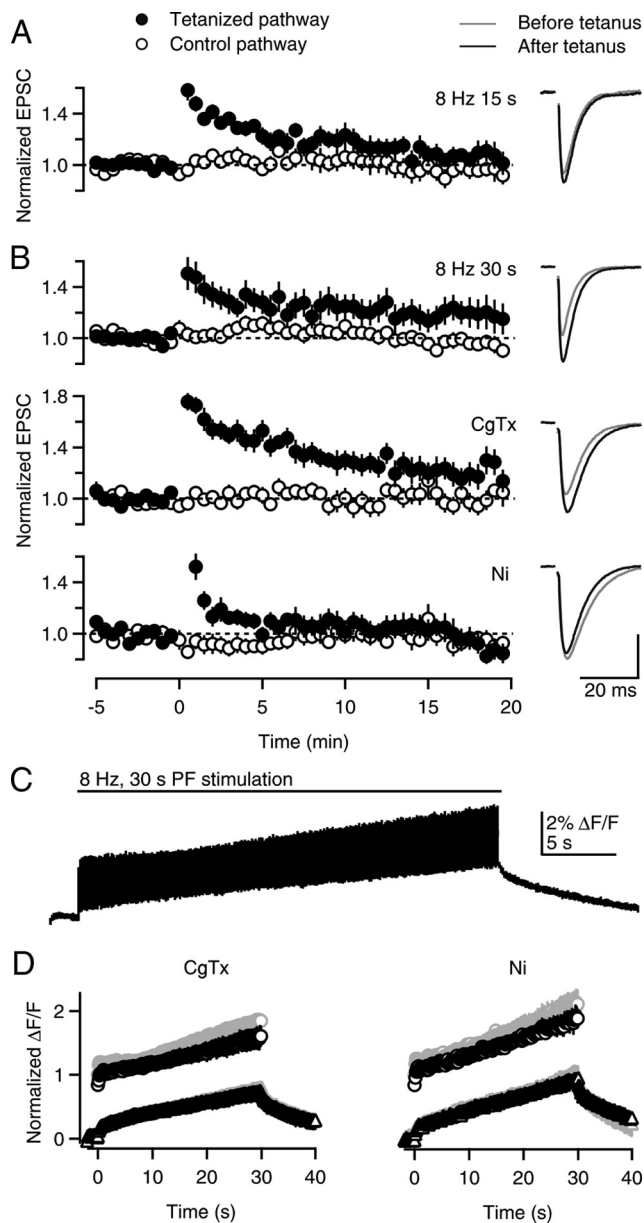 A
Tetanized pathway
Control pathway
Before tetanus
After tetanus
8 Hz 15 s
1.4
1.0
Normalized EPSC
B
8 Hz 30 s
1.4
1.0
CgTx
1.8
1.4
1.0
Normalized EPSC
Ni
1.4
1.0
-5 0 5 10 15 20
Time (min)
20 ms
C
8 Hz, 30 s PF stimulation
2% ΔF/F
5 s
D
CgTx Ni
2
1
0
Normalized ΔF/F
0 10 20 30 40 0 10 20 30 40
Time (s) Time (s)